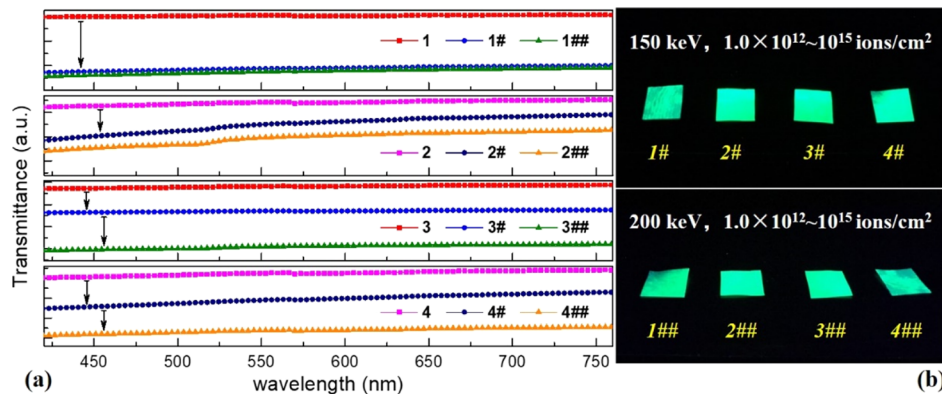 Transmittance (a.u.)
1 1# 1##
2 2# 2##
3 3# 3##
4 4# 4##
450 500 550 600 650 700 750
wavelength (nm)
(a)
150 keV, 1.0×10¹²~10¹⁵ ions/cm²
1# 2# 3# 4#
200 keV, 1.0×10¹²~10¹⁵ ions/cm²
1## 2## 3## 4##
(b)